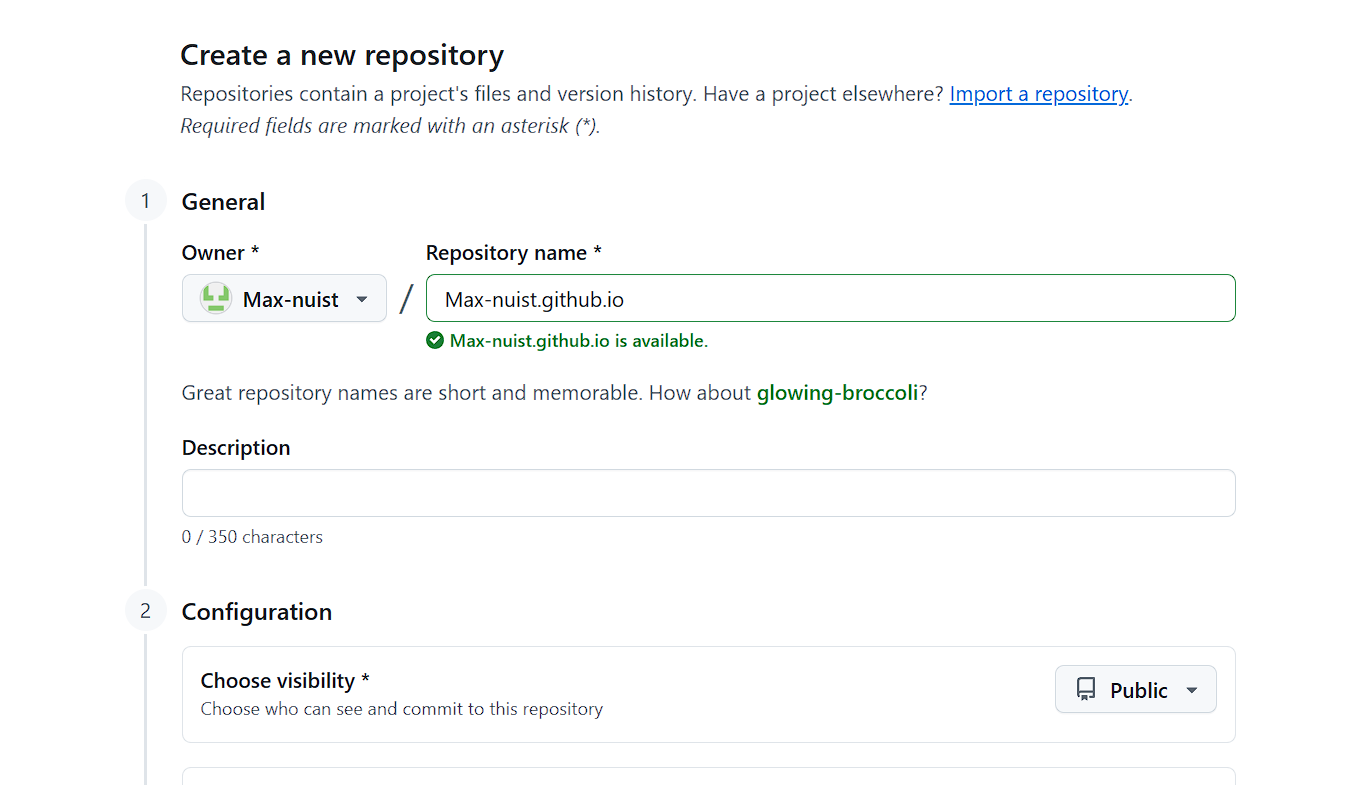 Create a new repository
Repositories contain a project's files and version history. Have a project elsewhere? Import a repository.
Required fields are marked with an asterisk (*).
1 General
Owner * Repository name *
Max-nuist / Max-nuist.github.io
Max-nuist.github.io is available.
Great repository names are short and memorable. How about glowing-broccoli?
Description
0 / 350 characters
2 Configuration
Choose visibility *
Public
Choose who can see and commit to this repository